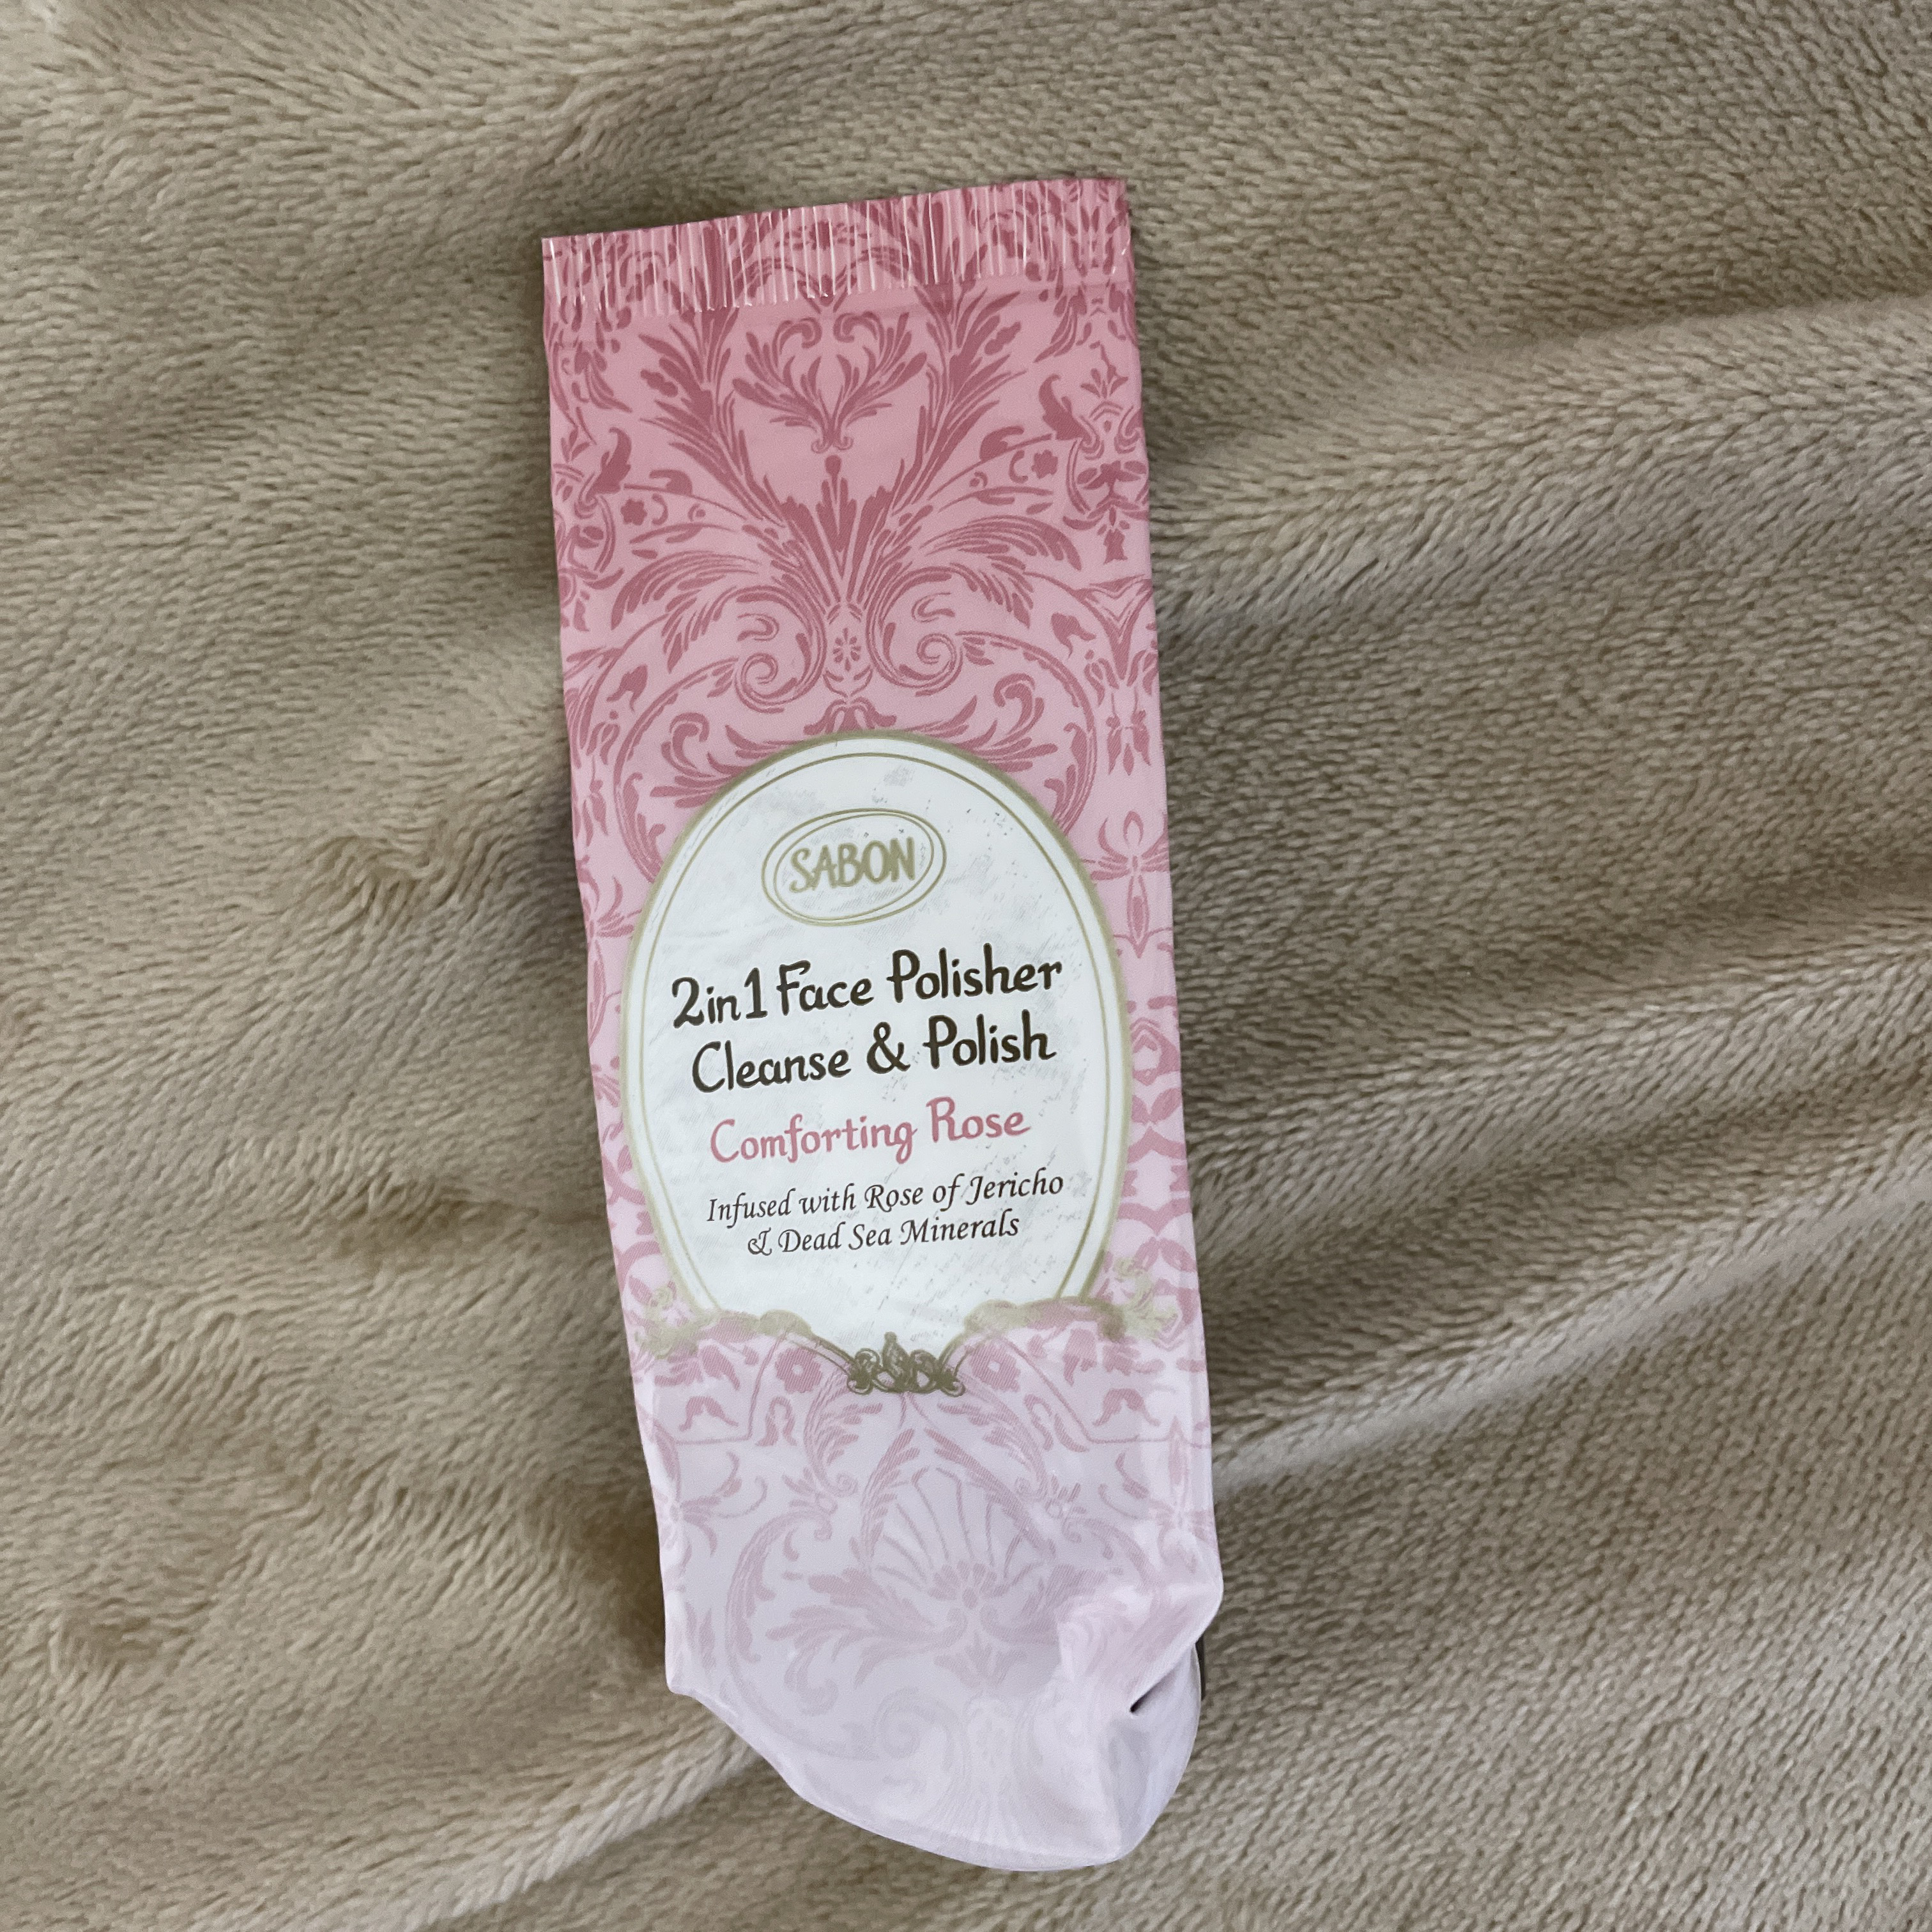 SABON
2in1 Face Polisher
Cleanse & Polish
Comforting Rose
Infused with Rose of Jericho
& Dead Sea Minerals